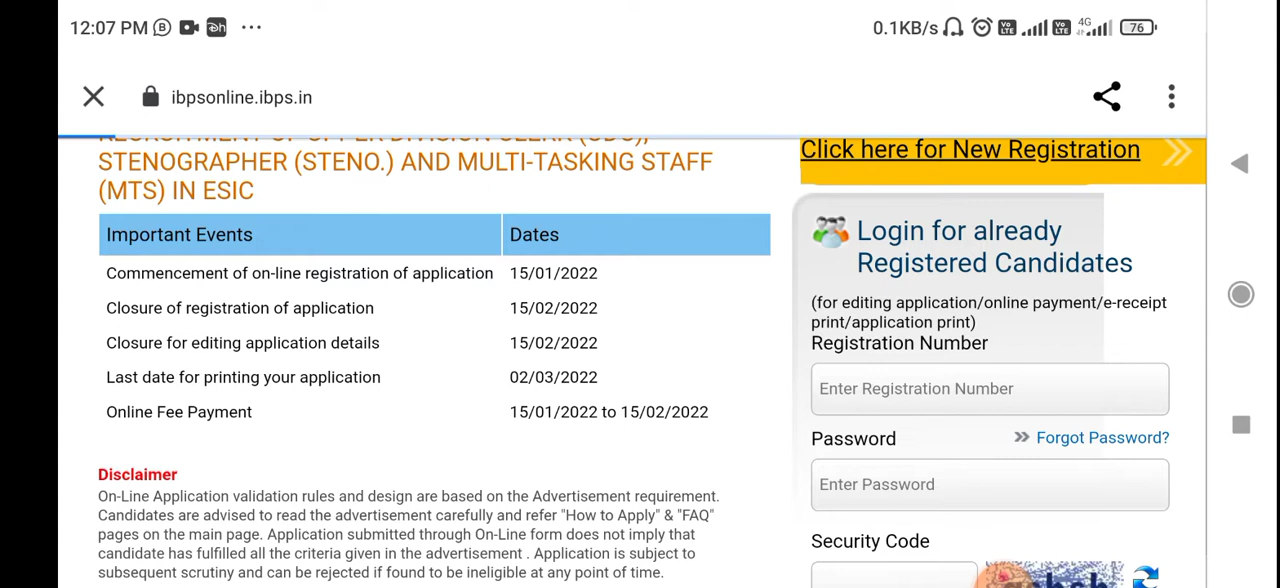 12:07 PM
0.1KB/s
4G
76
ibpsonline.ibps.in
RECRUITMENT OF UPPER DIVISION CLERK (UDC),
STENOGRAPHER (STENO.) AND MULTI-TASKING STAFF
(MTS) IN ESIC
Important Events Dates
Commencement of on-line registration of application 15/01/2022
Closure of registration of application 15/02/2022
Closure for editing application details 15/02/2022
Last date for printing your application 02/03/2022
Online Fee Payment 15/01/2022 to 15/02/2022
Disclaimer
On-Line Application validation rules and design are based on the Advertisement requirement.
Candidates are advised to read the advertisement carefully and refer "How to Apply" & "FAQ"
pages on the main page. Application submitted through On-Line form does not imply that
candidate has fulfilled all the criteria given in the advertisement . Application is subject to
subsequent scrutiny and can be rejected if found to be ineligible at any point of time.
Click here for New Registration
Login for already
Registered Candidates
(for editing application/online payment/e-receipt
print/application print)
Registration Number
Enter Registration Number
Password
Forgot Password?
Enter Password
Security Code